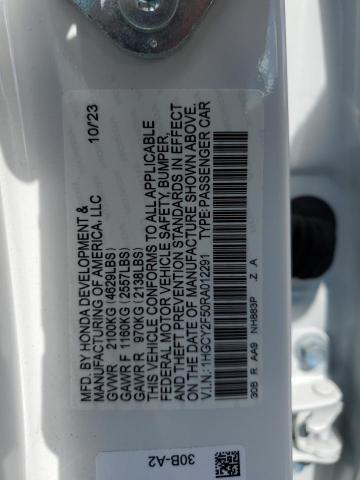 MFD BY HONDA DEVELOPMENT & 10/23
MANUFACTURING OF AMERICA, LLC
GVWR 2100KG (4629LBS)
GAWR F 1160KG (2557LBS)
GAWR R 970KG (2138LBS)
THIS VEHICLE CONFORMS TO ALL APPLICABLE
FEDERAL MOTOR VEHICLE SAFETY, BUMPER,
AND THEFT PREVENTION STANDARDS IN EFFECT
ON THE DATE OF MANUFACTURE SHOWN ABOVE.
V.I.N.:1HGCY2F50RA012291 TYPE:PASSENGER CAR
30B R AA9 NH883P Z A
30B-A2